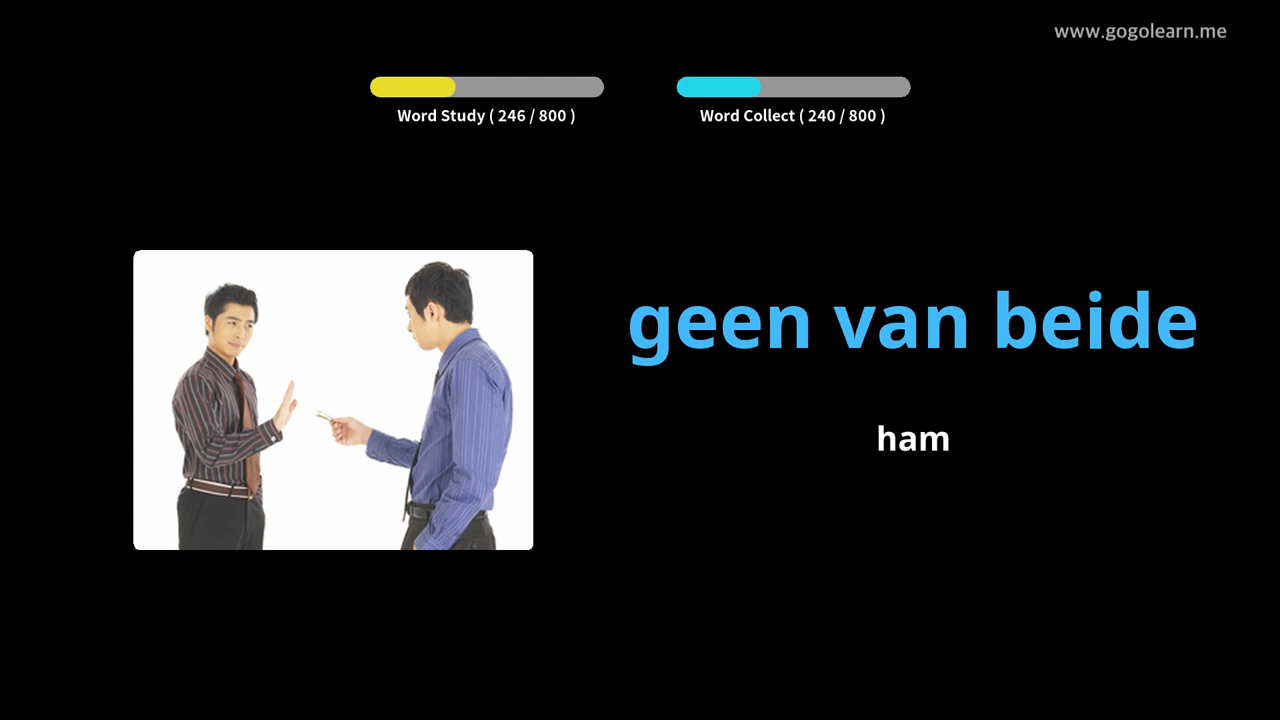 www.gogolearn.me
Word Study ( 246 / 800 )
Word Collect ( 240 / 800 )
geen van beide
ham